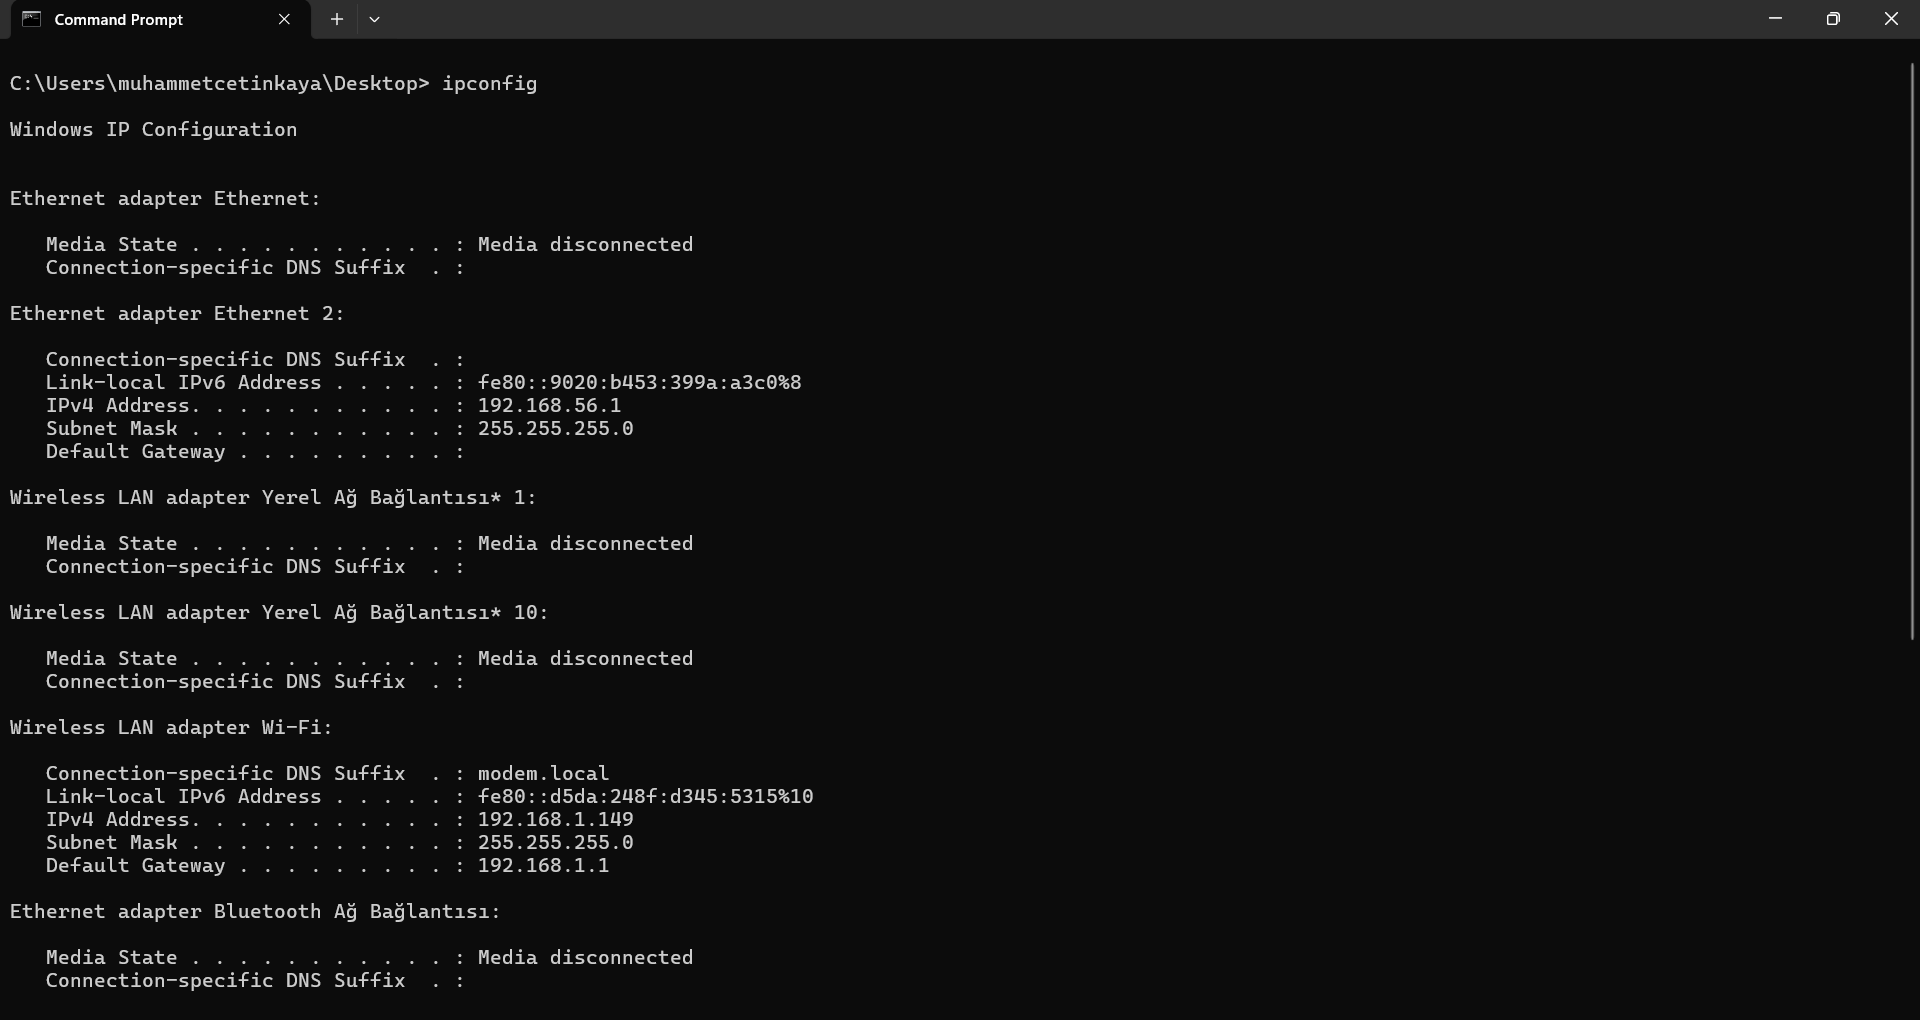 Command Prompt
C:\Users\muhammetcetinkaya\Desktop> ipconfig
Windows IP Configuration
Ethernet adapter Ethernet:
Media State . . . . . . . . . . . : Media disconnected
Connection-specific DNS Suffix  . :
Ethernet adapter Ethernet 2:
Connection-specific DNS Suffix  . :
Link-local IPv6 Address . . . . . : fe80::9020:b453:399a:a3c0%8
IPv4 Address. . . . . . . . . . . : 192.168.56.1
Subnet Mask . . . . . . . . . . . : 255.255.255.0
Default Gateway . . . . . . . . . :
Wireless LAN adapter Yerel Ağ Bağlantısı* 1:
Media State . . . . . . . . . . . : Media disconnected
Connection-specific DNS Suffix  . :
Wireless LAN adapter Yerel Ağ Bağlantısı* 10:
Media State . . . . . . . . . . . : Media disconnected
Connection-specific DNS Suffix  . :
Wireless LAN adapter Wi-Fi:
Connection-specific DNS Suffix  . : modem.local
Link-local IPv6 Address . . . . . : fe80::d5da:248f:d345:5315%10
IPv4 Address. . . . . . . . . . . : 192.168.1.149
Subnet Mask . . . . . . . . . . . : 255.255.255.0
Default Gateway . . . . . . . . . : 192.168.1.1
Ethernet adapter Bluetooth Ağ Bağlantısı:
Media State . . . . . . . . . . . : Media disconnected
Connection-specific DNS Suffix  . :